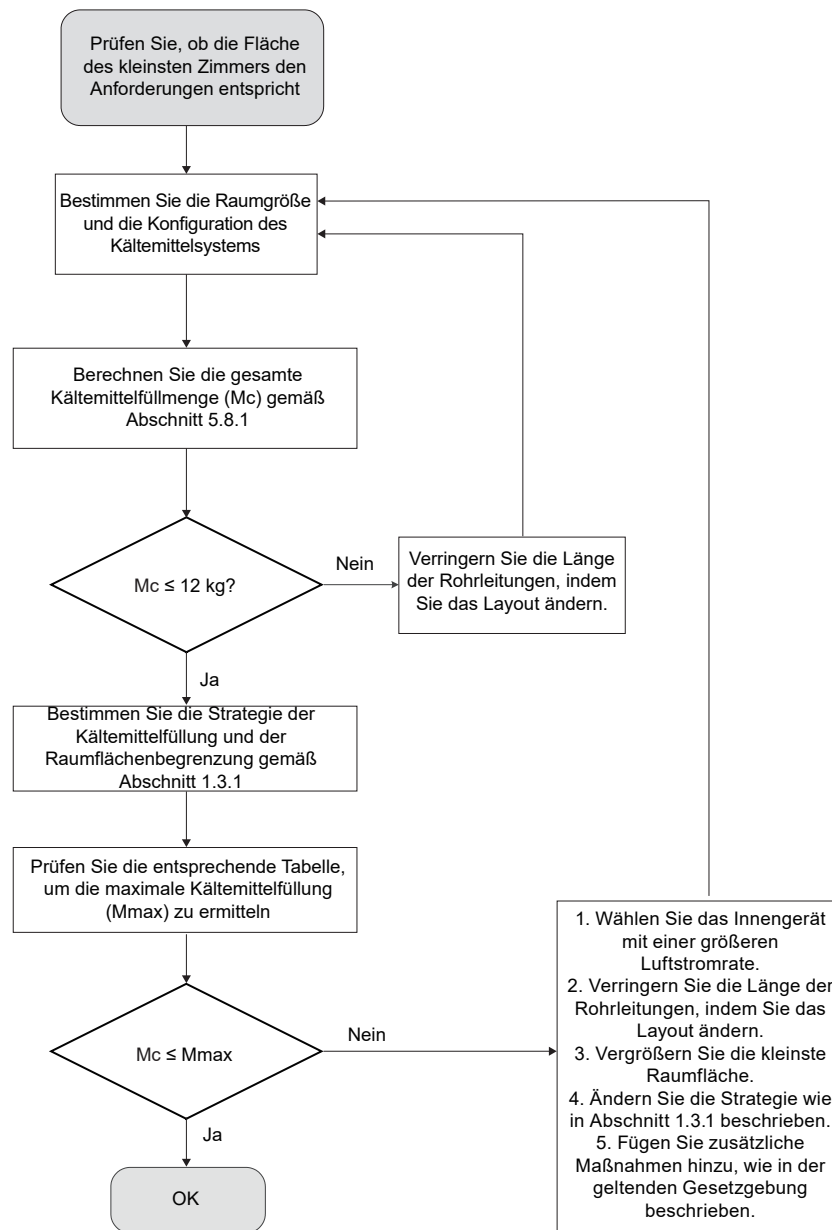 Prüfen Sie, ob die Fläche
des kleinsten Zimmers den
Anforderungen entspricht
Bestimmen Sie die Raumgröße
und die Konfiguration des
Kältemittelsystems
Berechnen Sie die gesamte
Kältemittelfüllmenge (Mc) gemäß
Abschnitt 5.8.1
Mc ≤ 12 kg?
Nein
Verringern Sie die Länge
der Rohrleitungen, indem
Sie das Layout ändern.
Ja
Bestimmen Sie die Strategie der
Kältemittelfüllung und der
Raumflächenbegrenzung gemäß
Abschnitt 1.3.1
Prüfen Sie die entsprechende Tabelle,
um die maximale Kältemittelfüllung
(Mmax) zu ermitteln
Mc ≤ Mmax
Nein
1. Wählen Sie das Innengerät
mit einer größeren
Luftstromrate.
2. Verringern Sie die Länge der
Rohrleitungen, indem Sie das
Layout ändern.
3. Vergrößern Sie die kleinste
Raumfläche.
4. Ändern Sie die Strategie wie
in Abschnitt 1.3.1 beschrieben.
5. Fügen Sie zusätzliche
Maßnahmen hinzu, wie in der
geltenden Gesetzgebung
beschrieben.
Ja
OK